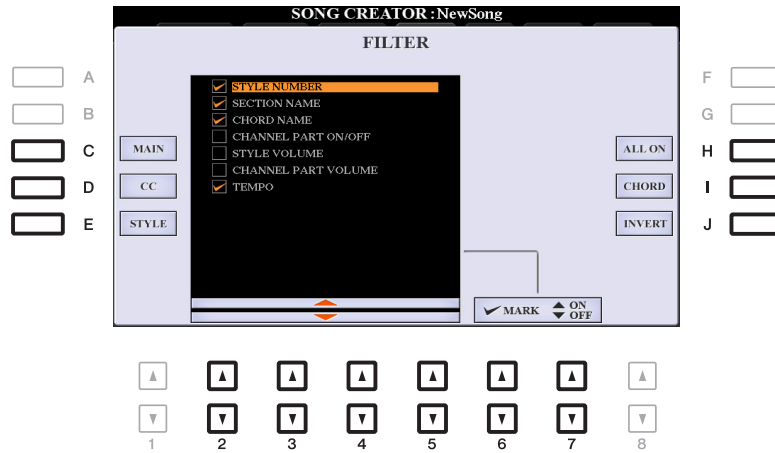 SONG CREATOR : NewSong
FILTER
A
B
C
D
E
MAIN
CC
STYLE
STYLE NUMBER
SECTION NAME
CHORD NAME
CHANNEL PART ON/OFF
STYLE VOLUME
CHANNEL PART VOLUME
TEMPO
ALL ON
CHORD
INVERT
F
G
H
I
J
MARK ON
OFF
1 2 3 4 5 6 7 8